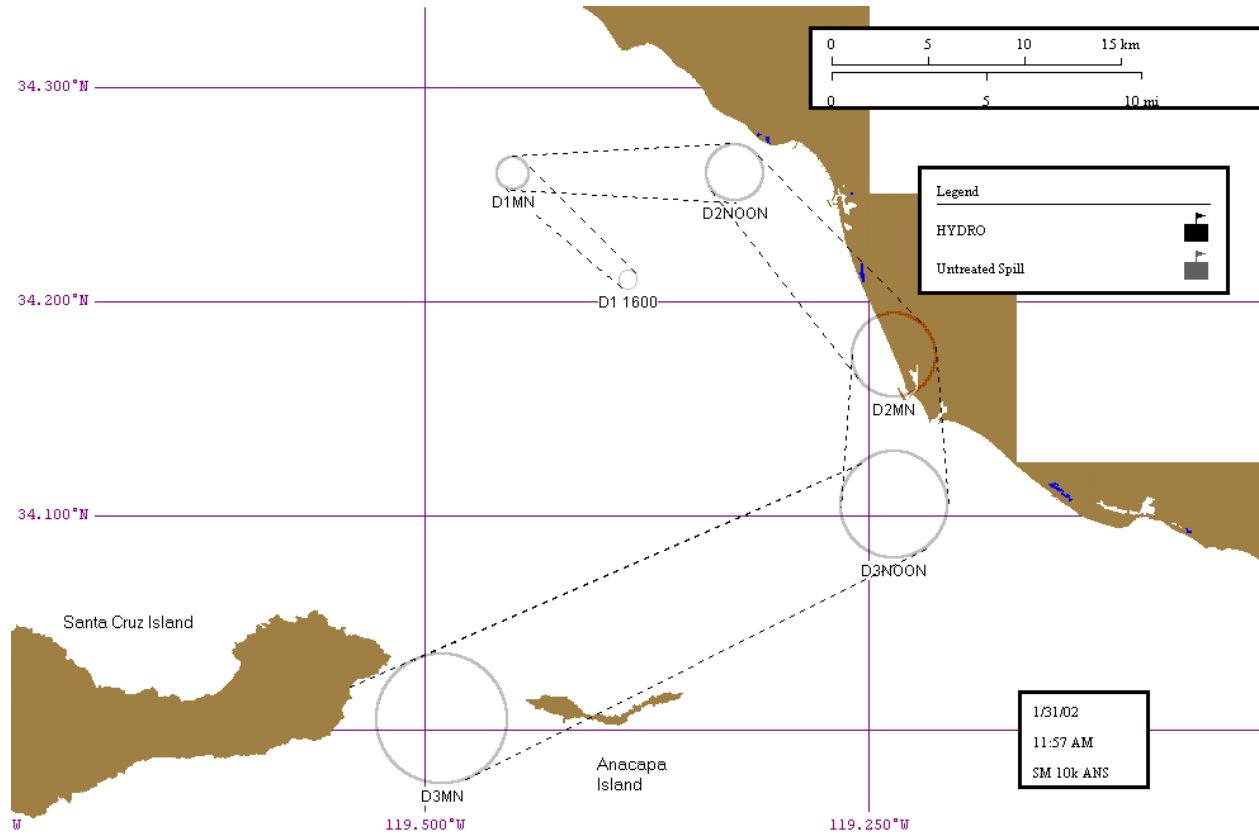 0 5 10 15 km
0 5 10 mi
34.300°N
Legend
HYDRO
Untreated Spill
D1MN
D2NOON
D1 1600
34.200°N
D2MN
34.100°N
D3NOON
Santa Cruz Island
1/31/02
11:57 AM
SM 10k ANS
Anacapa
Island
D3MN
W 119.500°W 119.250°W